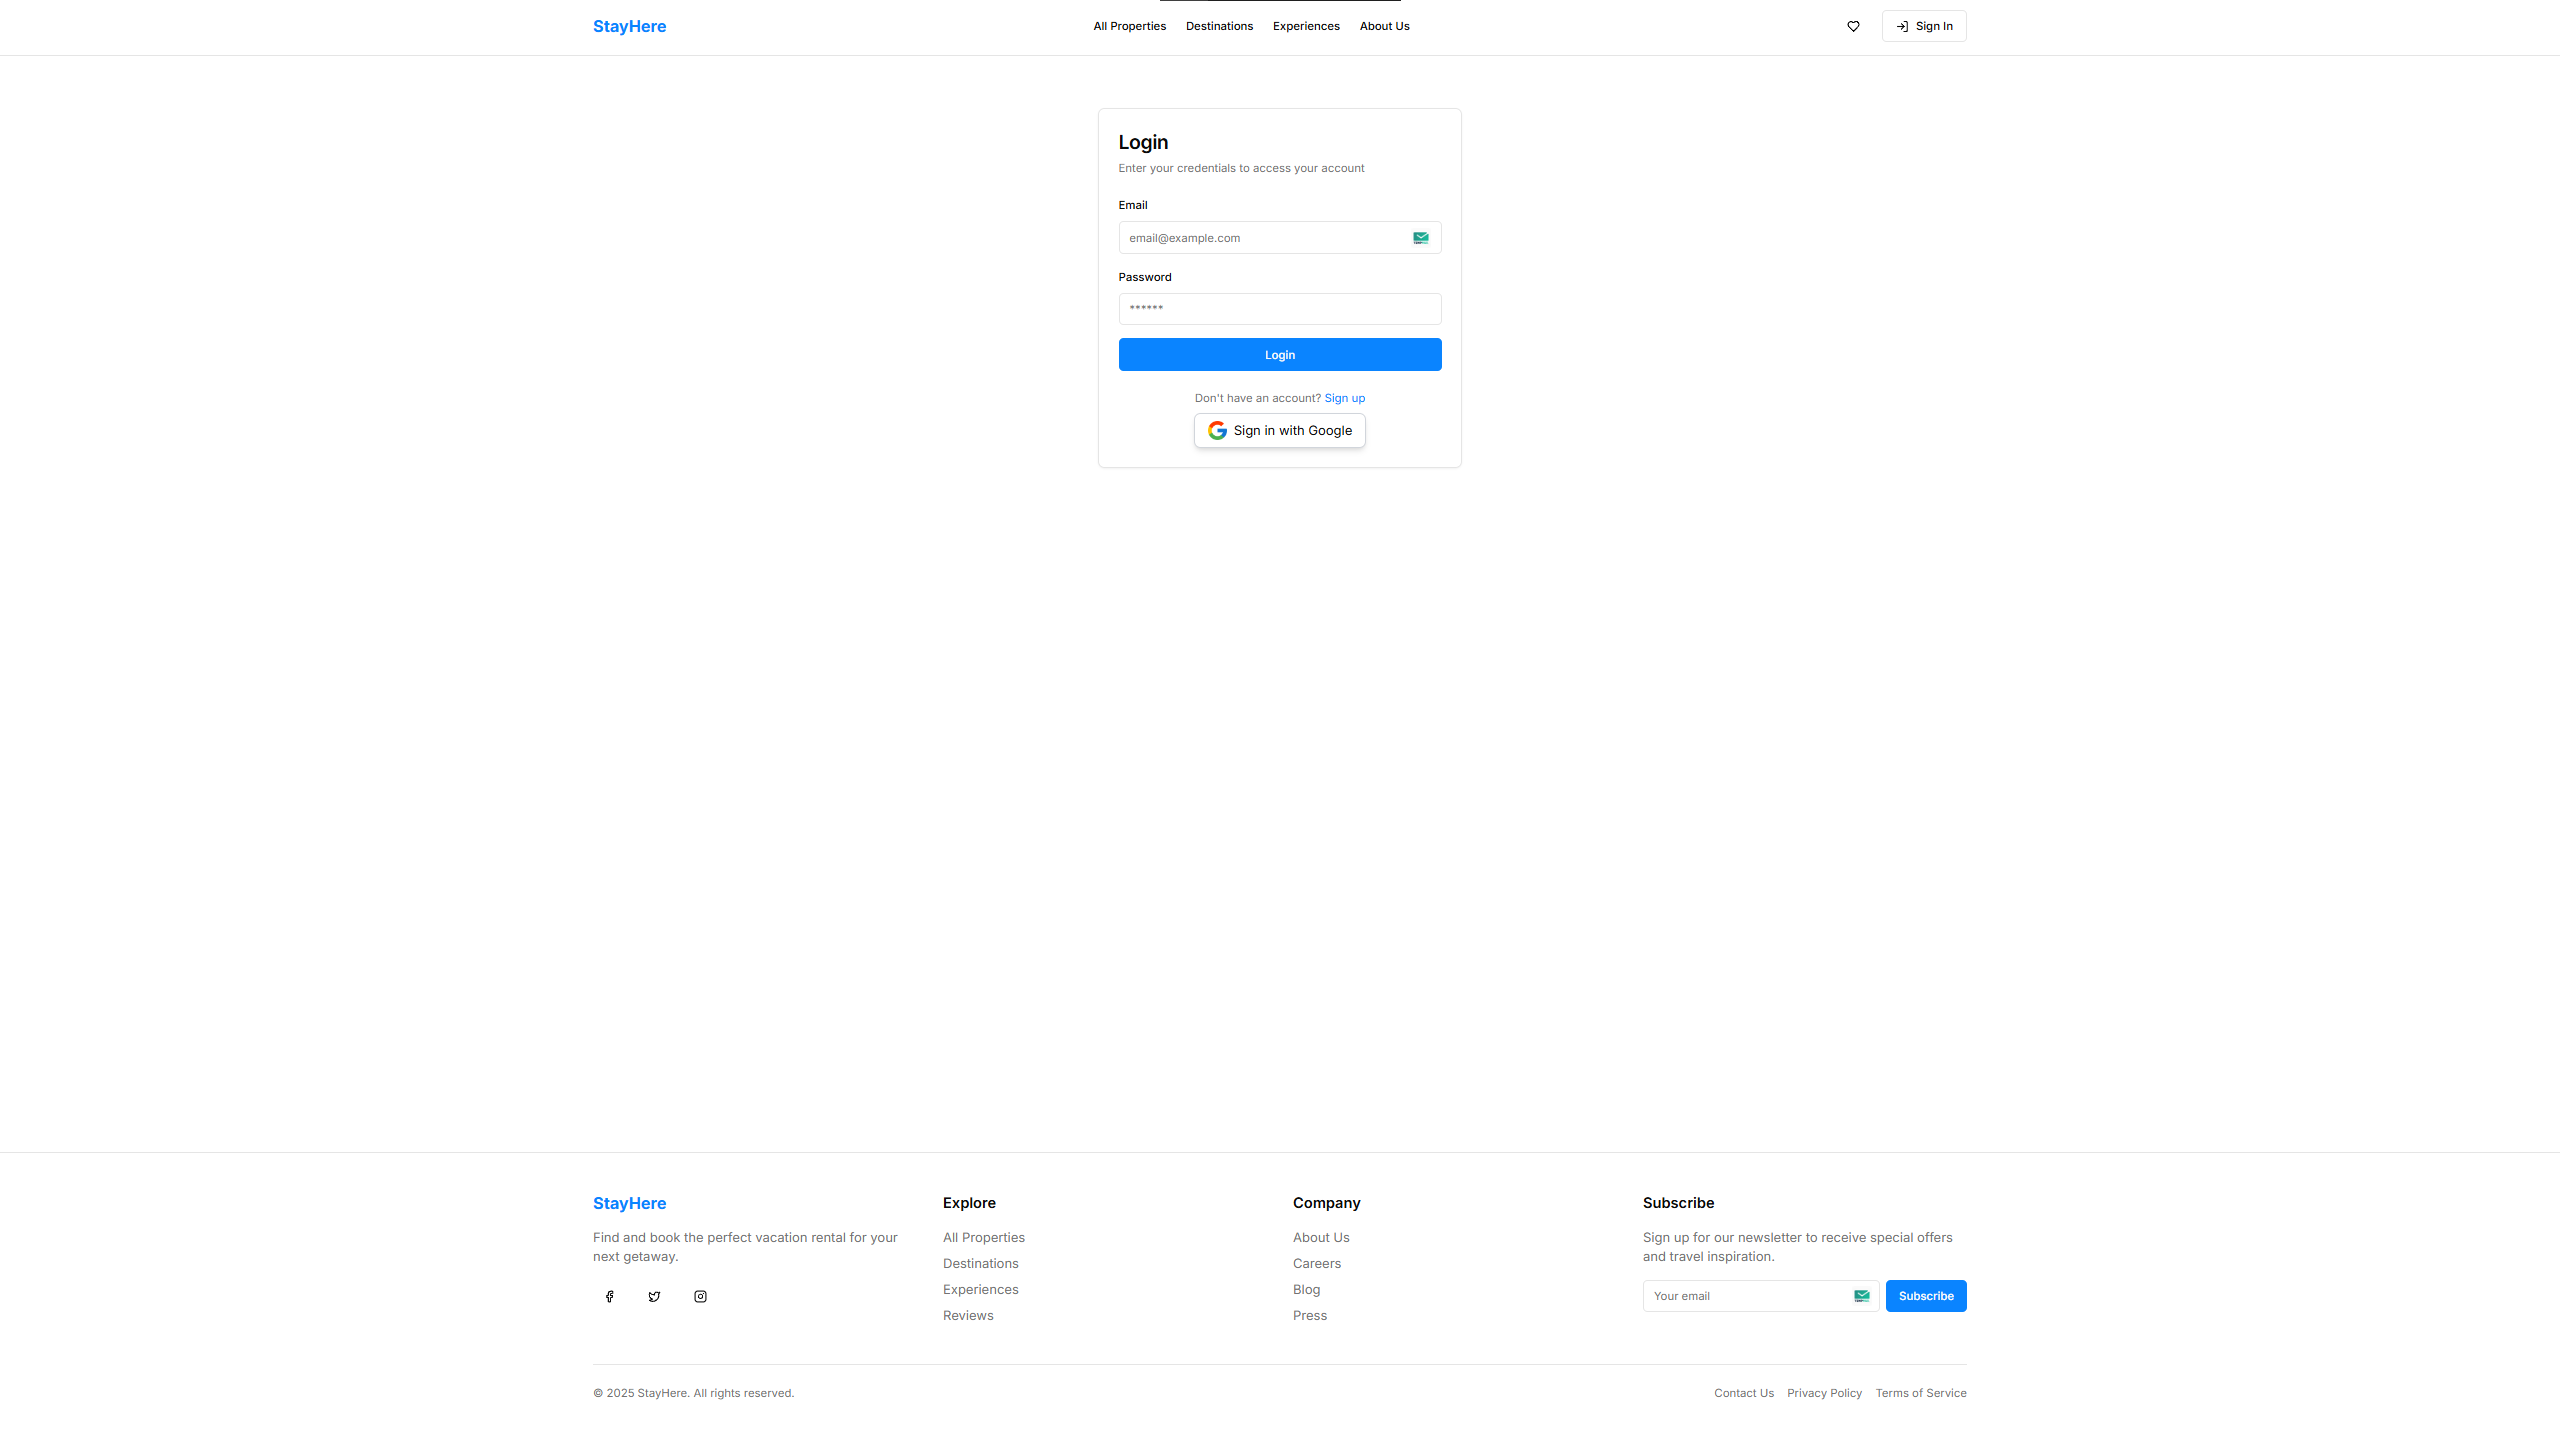 StayHere
All Properties
Destinations
Experiences
About Us
Sign In
Login
Enter your credentials to access your account
Email
email@example.com
Password
******
Login
Don't have an account? Sign up
Sign in with Google
StayHere
Find and book the perfect vacation rental for your
next getaway.
Explore
All Properties
Destinations
Experiences
Reviews
Company
About Us
Careers
Blog
Press
Subscribe
Sign up for our newsletter to receive special offers
and travel inspiration.
Your email
Subscribe
© 2025 StayHere. All rights reserved.
Contact Us
Privacy Policy
Terms of Service